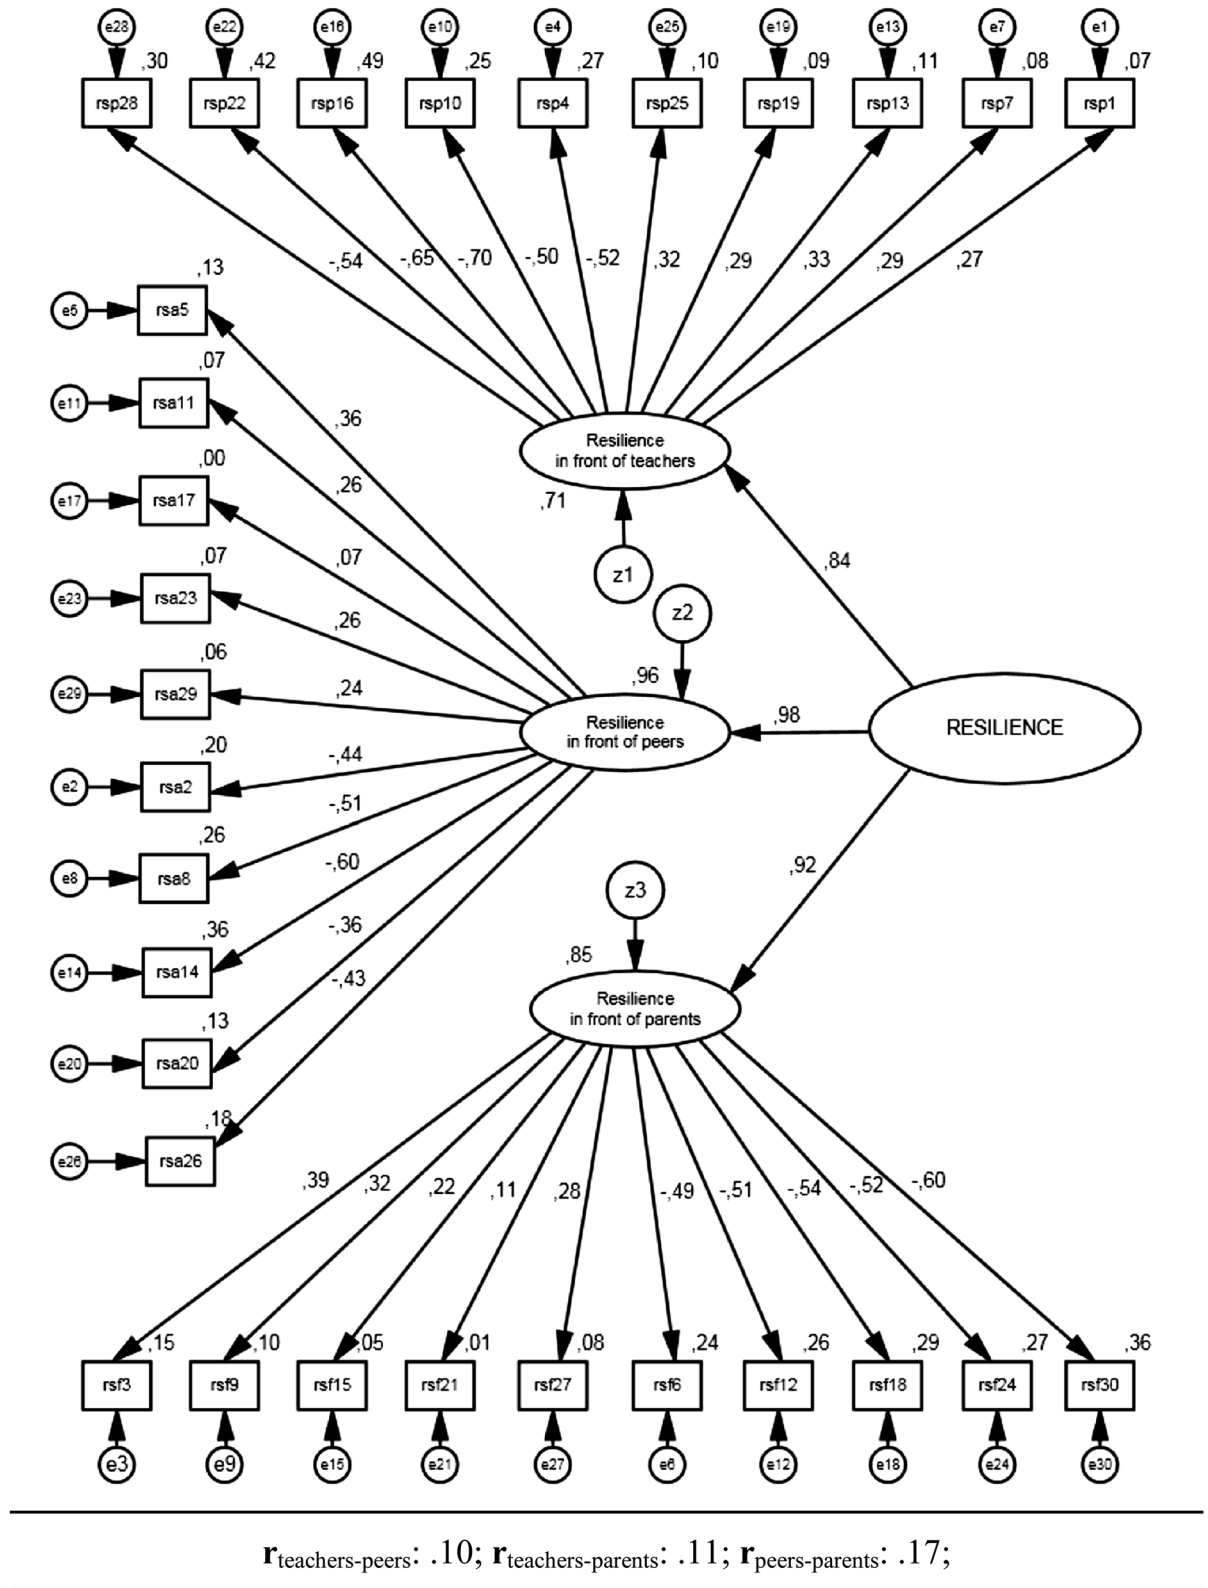 e28 e22 e16 e10 e4 e25 e19 e13 e7 e1
,30 ,42 ,49 ,25 ,27 ,10 ,09 ,11 ,08 ,07
rsp28 rsp22 rsp16 rsp10 rsp4 rsp25 rsp19 rsp13 rsp7 rsp1
-,54 -,65 -,70 -,50 -,52 ,32 ,29 ,33 ,29 ,27
,13
e5 rsa5
,07
e11 rsa11
,36
Resilience
in front of teachers
,00
e17 rsa17
,26
,71
,07
e23 rsa23
,07
z1
,84
,26
z2
,06
e29 rsa29
,24
,96
Resilience
in front of peers
,98
RESILIENCE
,20
e2 rsa2
-,44
-,51
,26
e8 rsa8
-,60
,92
z3
,36
e14 rsa14
-,36
,85
-,43
Resilience
in front of parents
,13
e20 rsa20
,18
e26 rsa26
,39 ,32 ,22 ,11 ,28 -,49 -,51 -,54 -,52 -,60
,15 ,10 ,05 ,01 ,08 ,24 ,26 ,29 ,27 ,36
rsf3 rsf9 rsf15 rsf21 rsf27 rsf6 rsf12 rsf18 rsf24 rsf30
e3 e9 e15 e21 e27 e6 e12 e18 e24 e30
r teachers-peers: .10; r teachers-parents: .11; r peers-parents: .17;